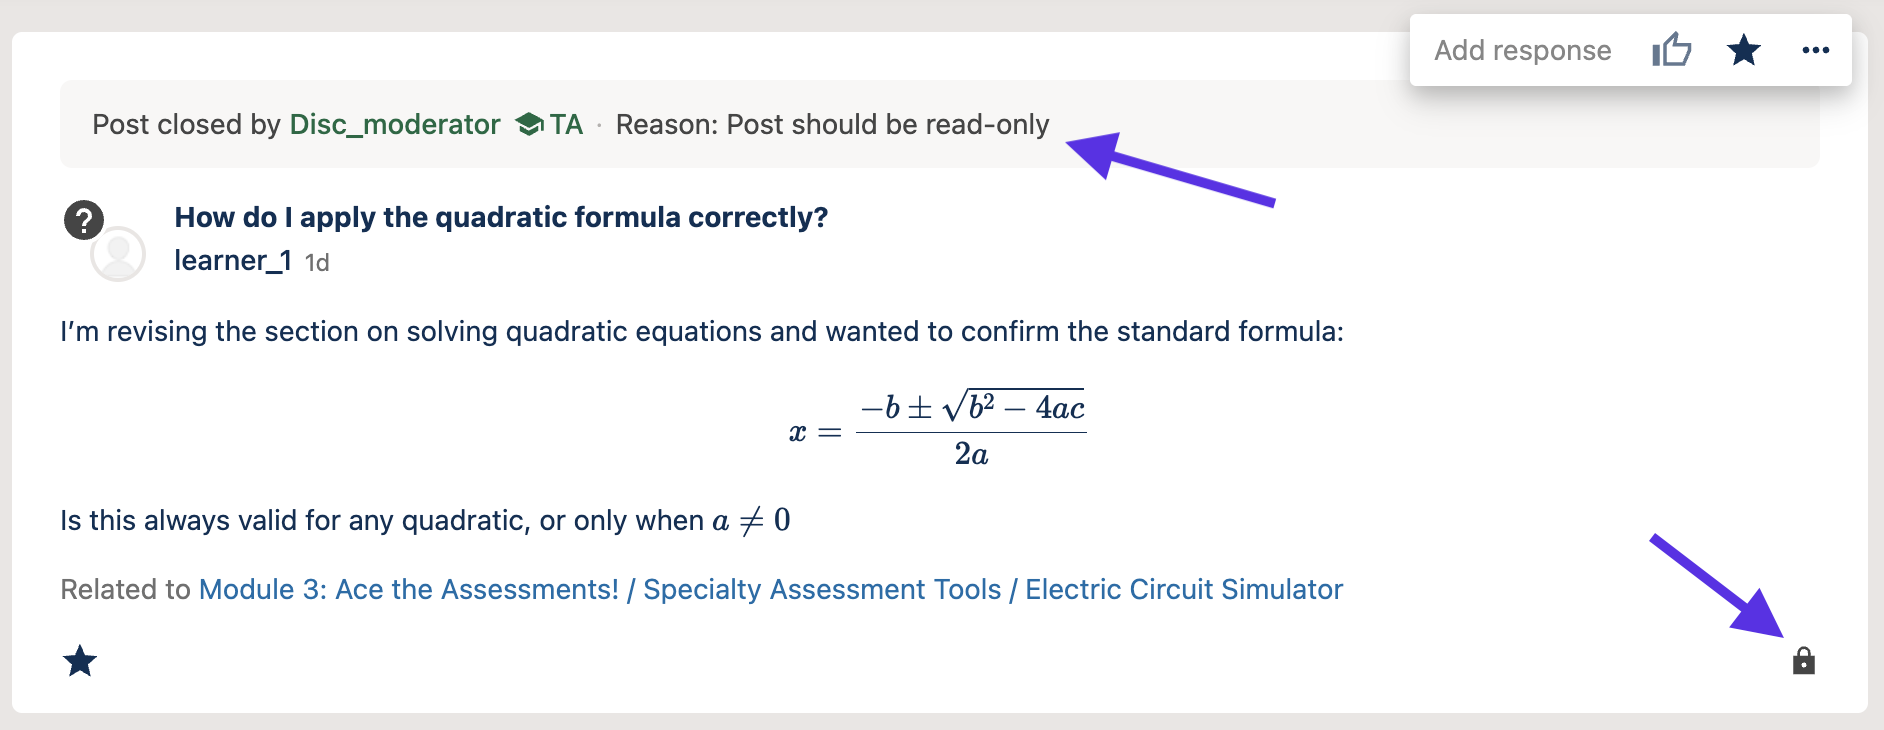 Add response
Post closed by Disc_moderator TA · Reason: Post should be read-only
?
How do I apply the quadratic formula correctly?
learner_1 1d
I’m revising the section on solving quadratic equations and wanted to confirm the standard formula:
x = \frac{-b ± \sqrt{b^2 − 4ac}}{2a}
Is this always valid for any quadratic, or only when a ≠ 0
Related to Module 3: Ace the Assessments! / Specialty Assessment Tools / Electric Circuit Simulator